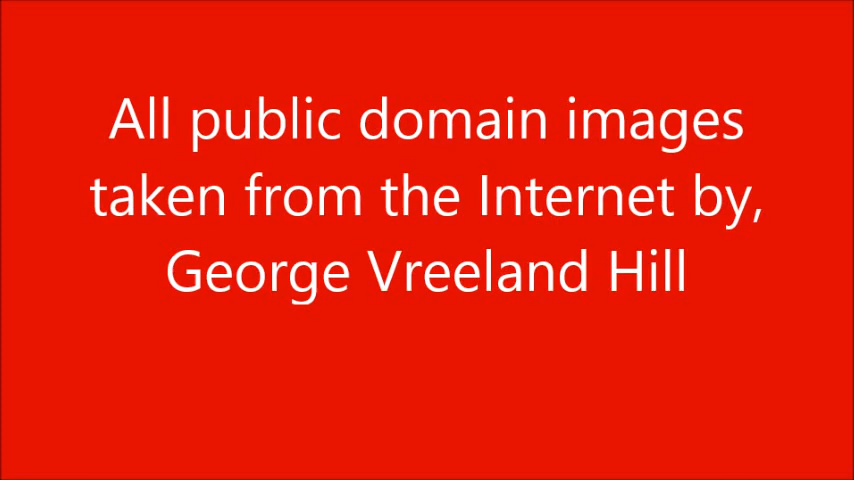 All public domain images
taken from the Internet by,
George Vreeland Hill